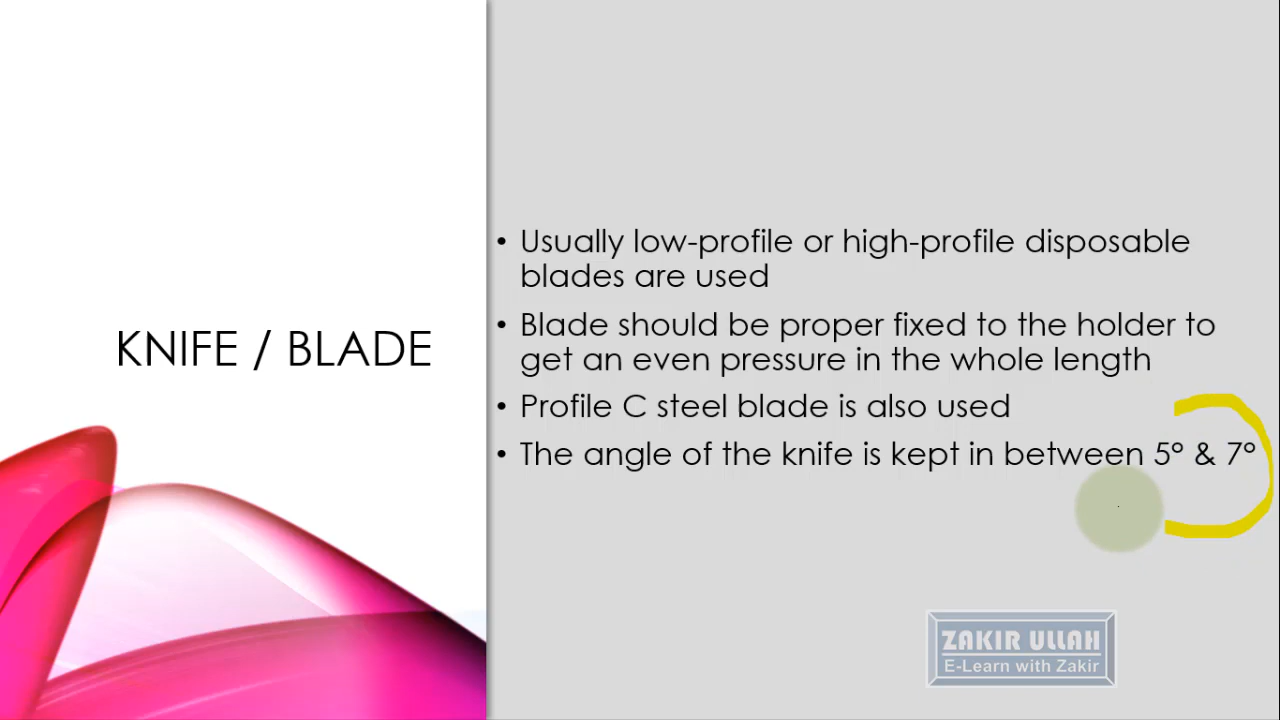 KNIFE / BLADE
• Usually low-profile or high-profile disposable
blades are used
• Blade should be proper fixed to the holder to
get an even pressure in the whole length
• Profile C steel blade is also used
• The angle of the knife is kept in between 5° & 7°
ZAKIR ULLAH
E-Learn with Zakir